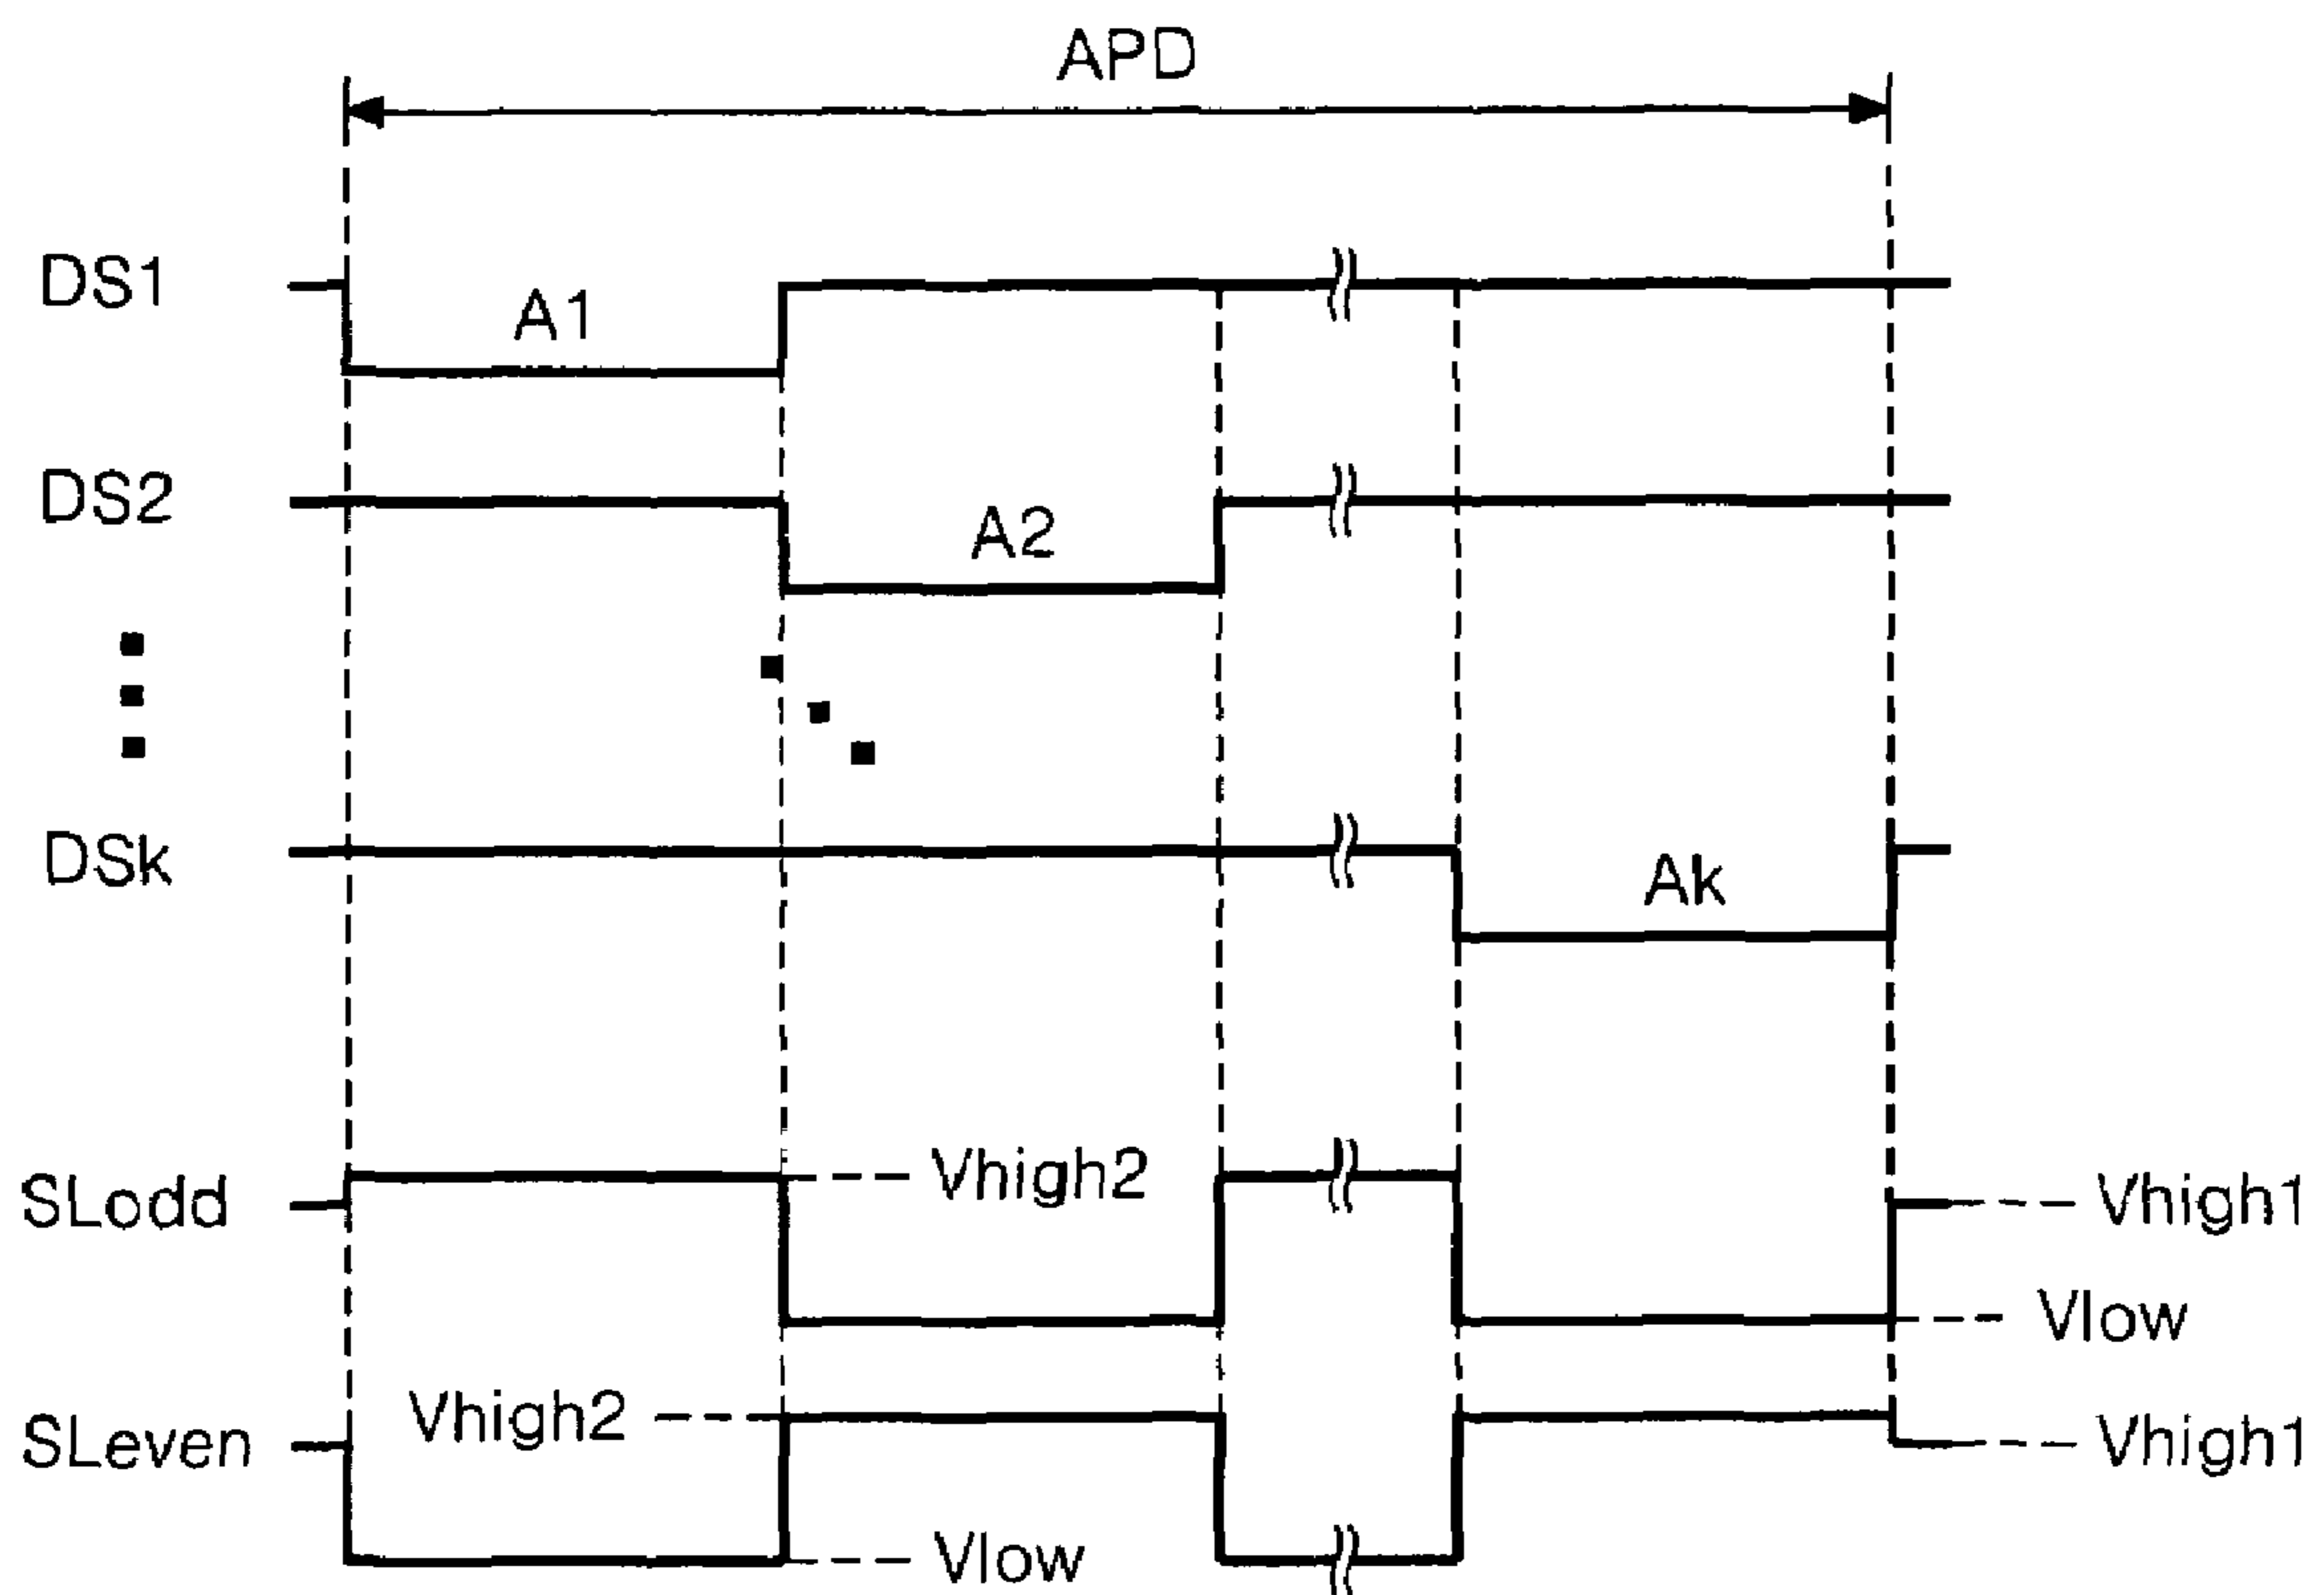 APD
DS1
A1
DS2
A2
DSk
Ak
SLodd
Vhigh2
Vhigh1
Vlow
SLeven
Vhigh2
Vhigh1
Vlow